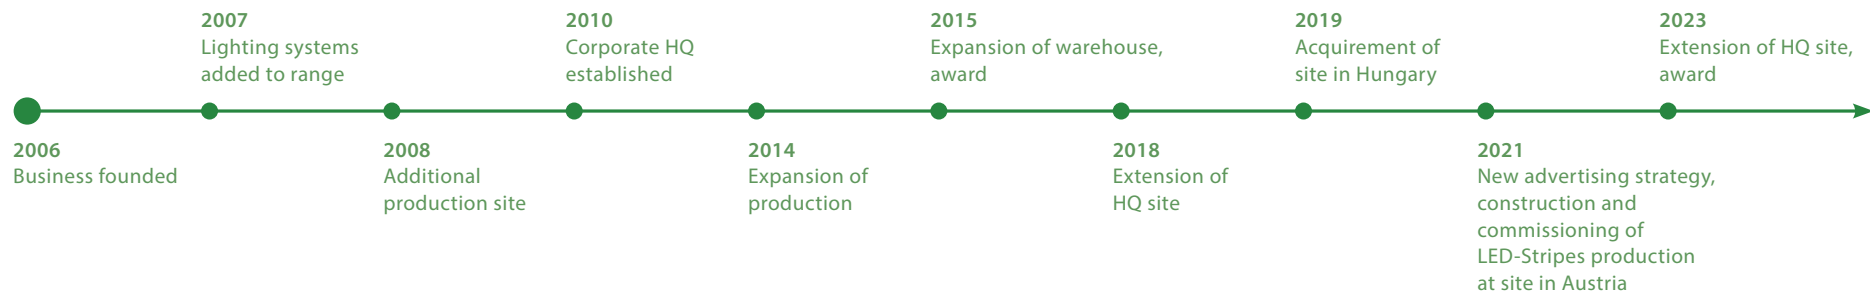 2006
Business founded
2007
Lighting systems
added to range
2008
Additional
production site
2010
Corporate HQ
established
2014
Expansion of
production
2015
Expansion of warehouse,
award
2018
Extension of
HQ site
2019
Acquirement of
site in Hungary
2021
New advertising strategy,
construction and
commissioning of
LED-Stripes production
at site in Austria
2023
Extension of HQ site,
award